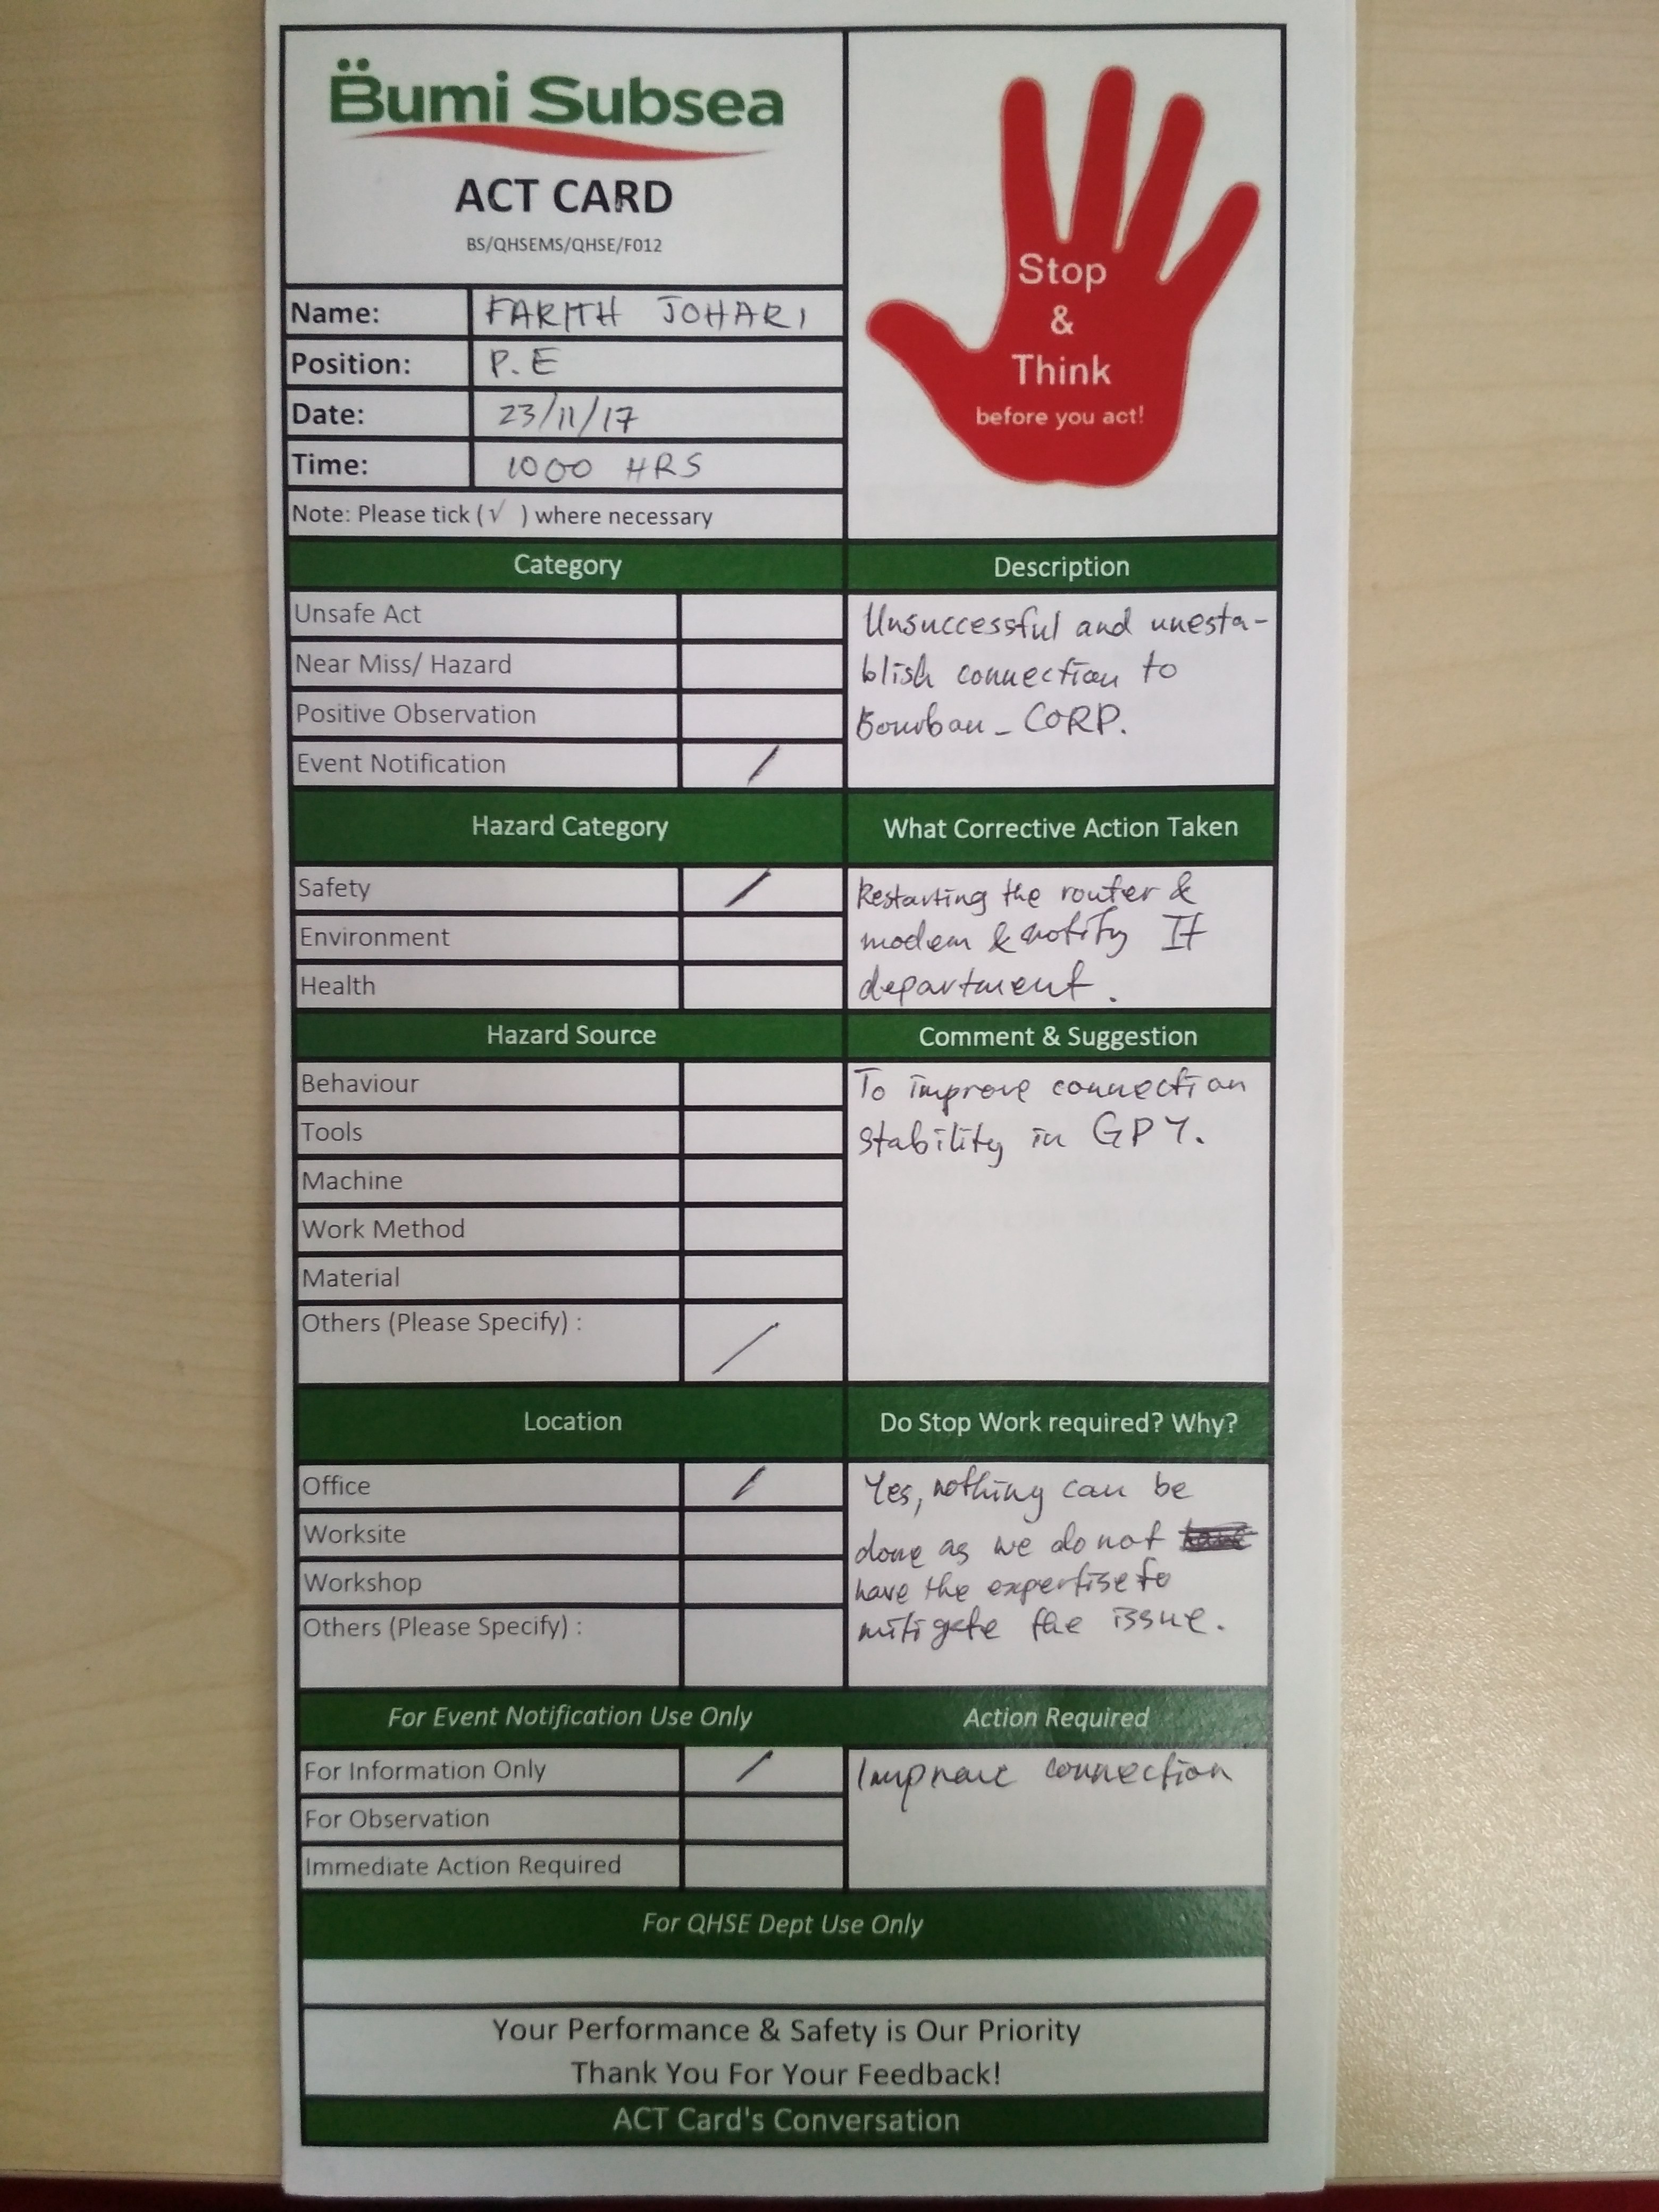 Bumi Subsea
ACT CARD
BS/QHSEMS/QHSE/F012
Stop
&
Think
before you act!
Name: FARITH JOHARI
Position: P.E
Date: 23/11/17
Time: 1000 HRS
Note: Please tick (√ ) where necessary
Category
Description
Unsafe Act
Near Miss/ Hazard
Positive Observation
Event Notification /
Unsuccessful and unesta-
blish connection to
Bourbon_CORP.
Hazard Category
What Corrective Action Taken
Safety /
Environment
Health
Restarting the router &
modem & notify IT
department.
Hazard Source
Comment & Suggestion
Behaviour
Tools
Machine
Work Method
Material
Others (Please Specify) : /
To improve connection
stability in GPY.
Location
Do Stop Work required? Why?
Office /
Worksite
Workshop
Others (Please Specify) :
Yes, nothing can be
done as we do not
have the expertise to
mitigate the issue.
For Event Notification Use Only
Action Required
For Information Only /
For Observation
Immediate Action Required
Improve connection
For QHSE Dept Use Only
Your Performance & Safety is Our Priority
Thank You For Your Feedback!
ACT Card's Conversation